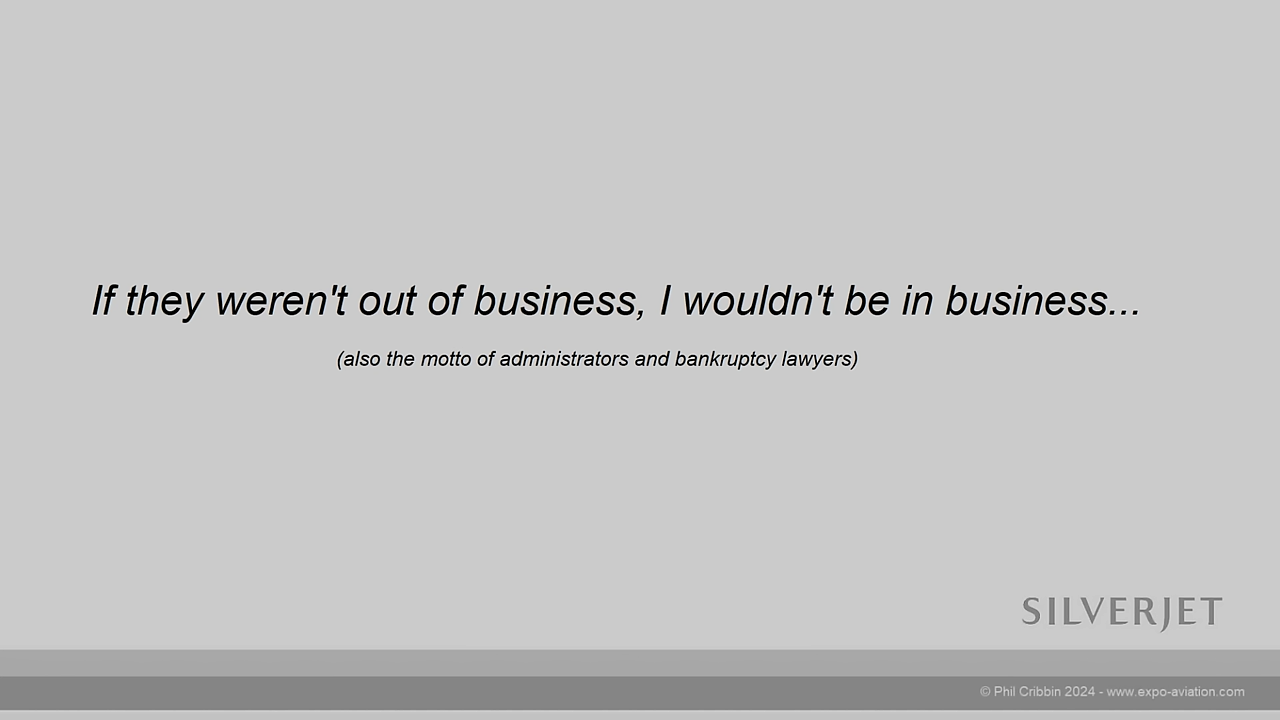 If they weren't out of business, I wouldn't be in business...
(also the motto of administrators and bankruptcy lawyers)
SILVERJET
© Phil Cribbin 2024 - www.expo-aviation.com